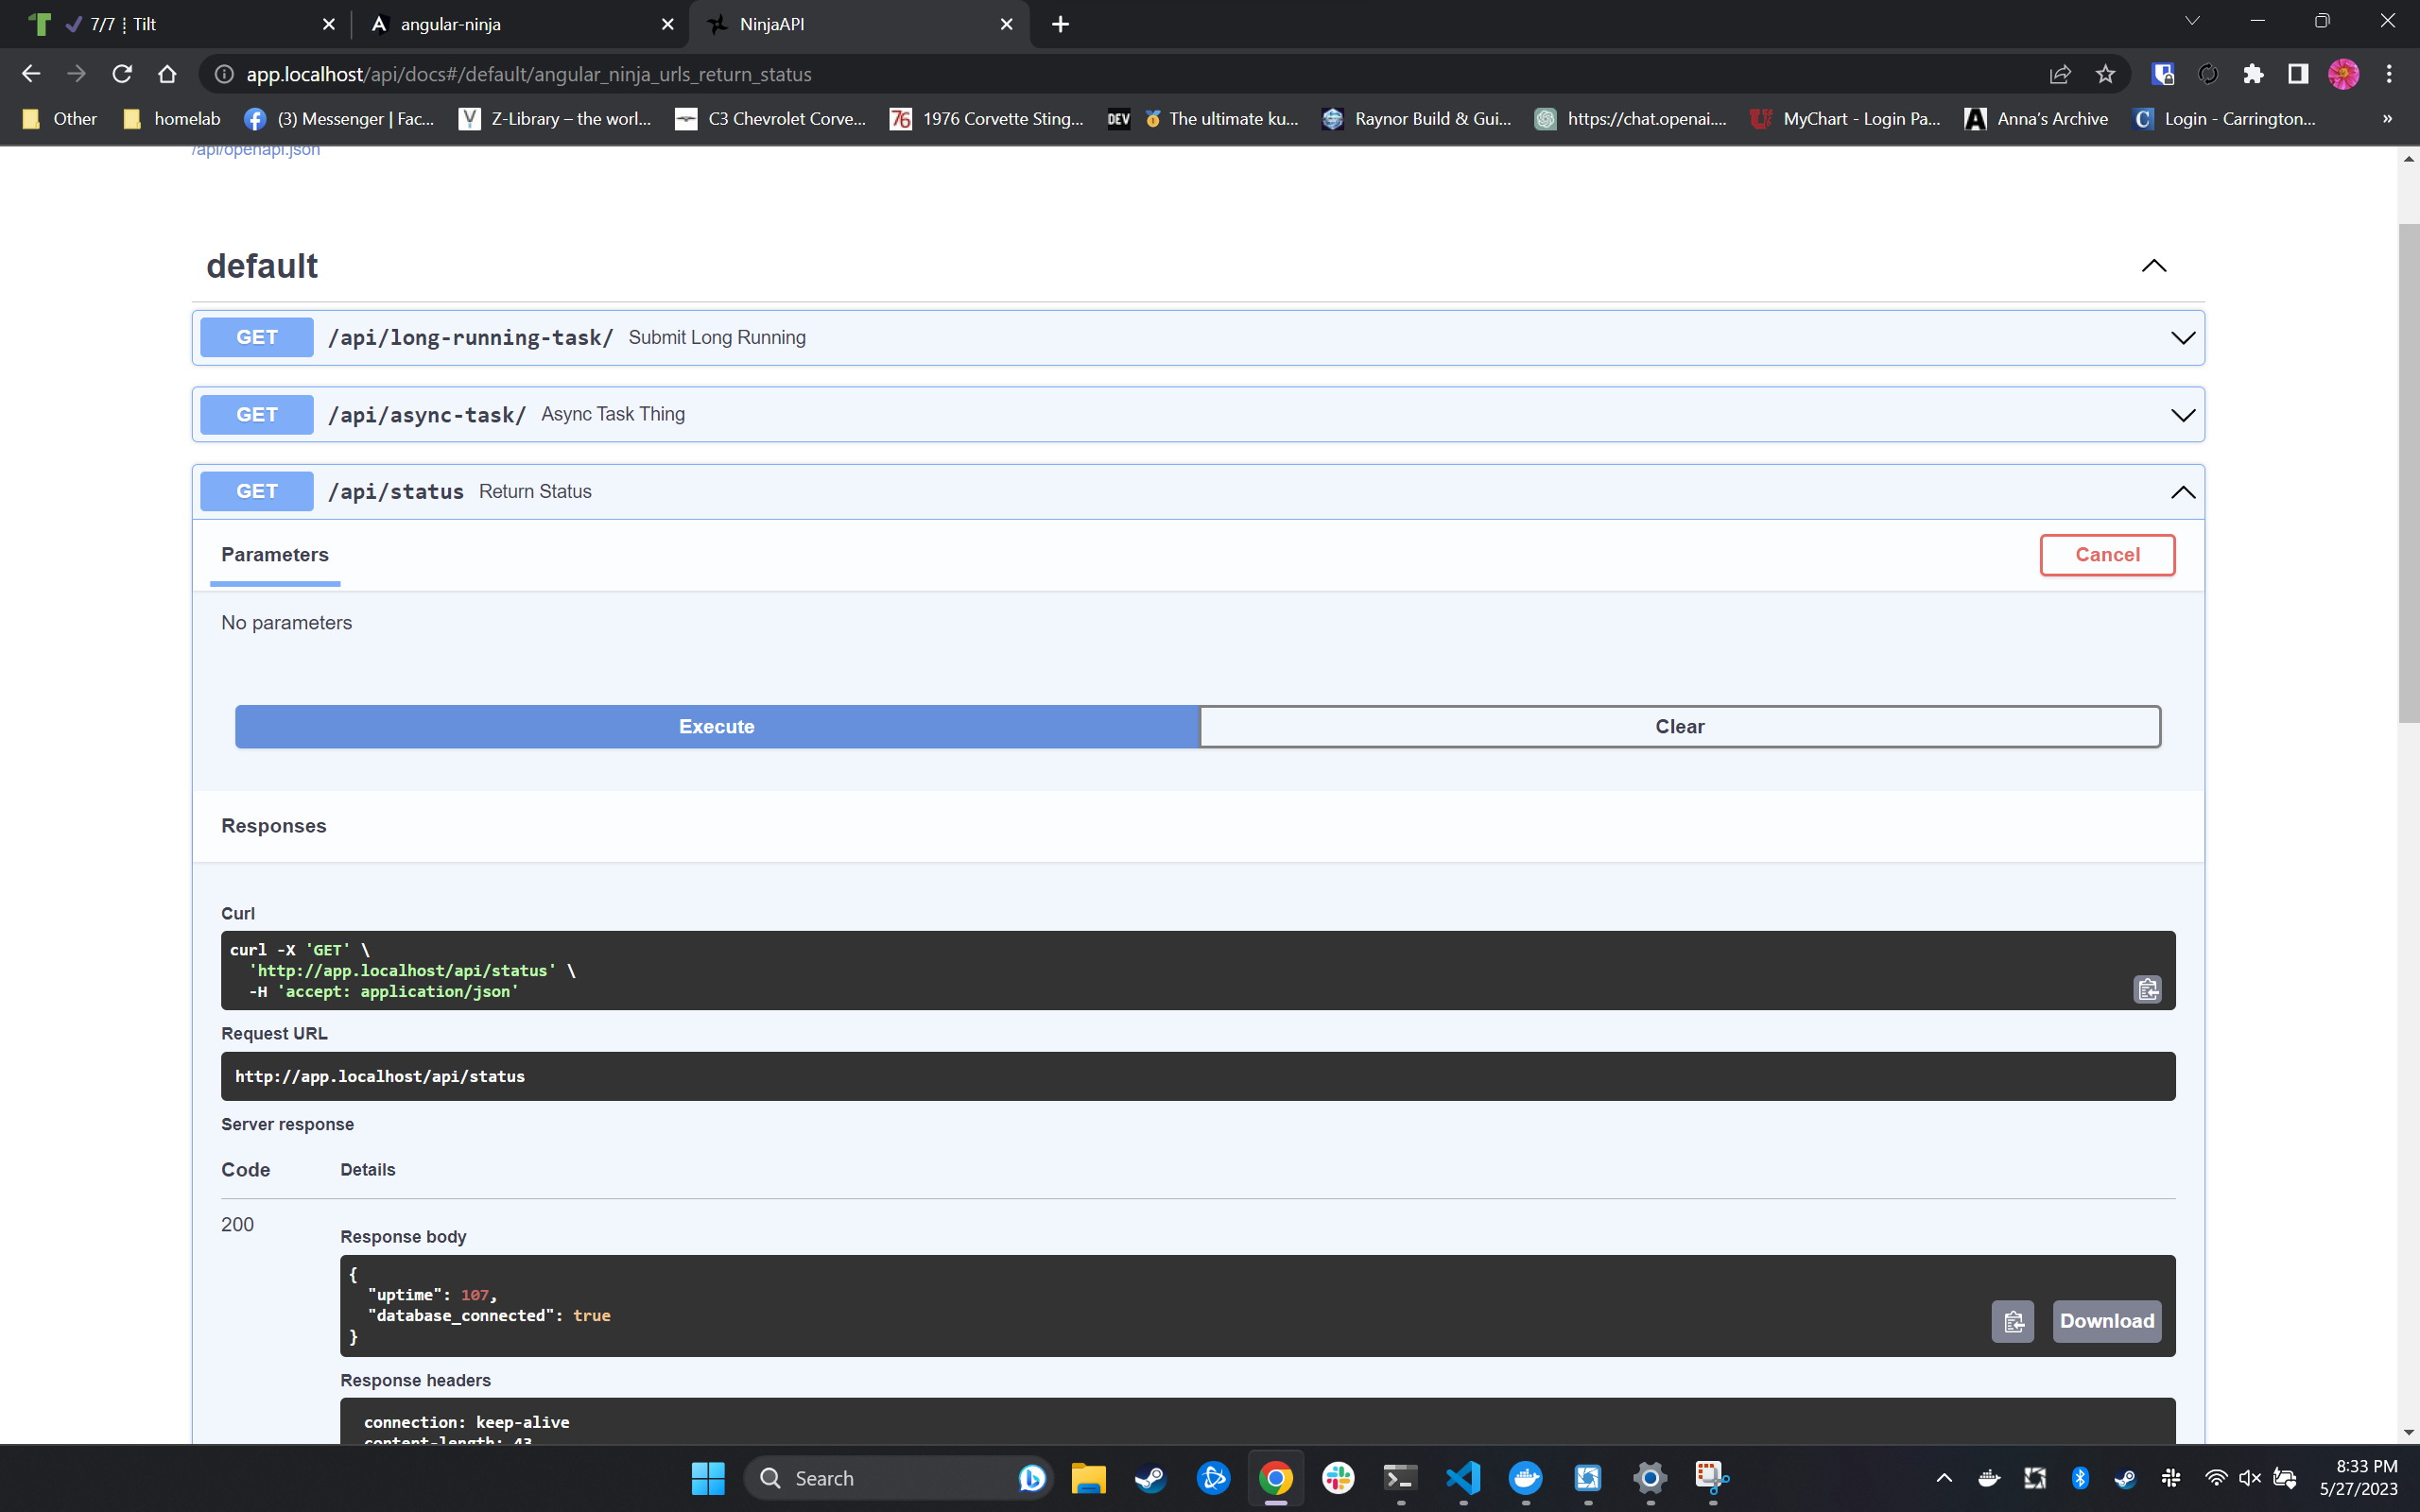 7/7 ┊ Tilt
angular-ninja
NinjaAPI
app.localhost/api/docs#/default/angular_ninja_urls_return_status
Other
homelab
(3) Messenger | Fac...
Z-Library – the worl...
C3 Chevrolet Corve...
76
1976 Corvette Sting...
DEV
The ultimate ku...
Raynor Build & Gui...
https://chat.openai....
MyChart - Login Pa...
Anna's Archive
Login - Carrington...
»
/api/openapi.json
default
GET /api/long-running-task/ Submit Long Running
GET /api/async-task/ Async Task Thing
GET /api/status Return Status
Parameters
Cancel
No parameters
Execute
Clear
Responses
Curl
curl -X 'GET' \
'http://app.localhost/api/status' \
-H 'accept: application/json'
Request URL
http://app.localhost/api/status
Server response
Code
Details
200
Response body
{
"uptime": 107,
"database_connected": true
}
Download
Response headers
connection: keep-alive
content-length: 43
Search
8:33 PM
5/27/2023